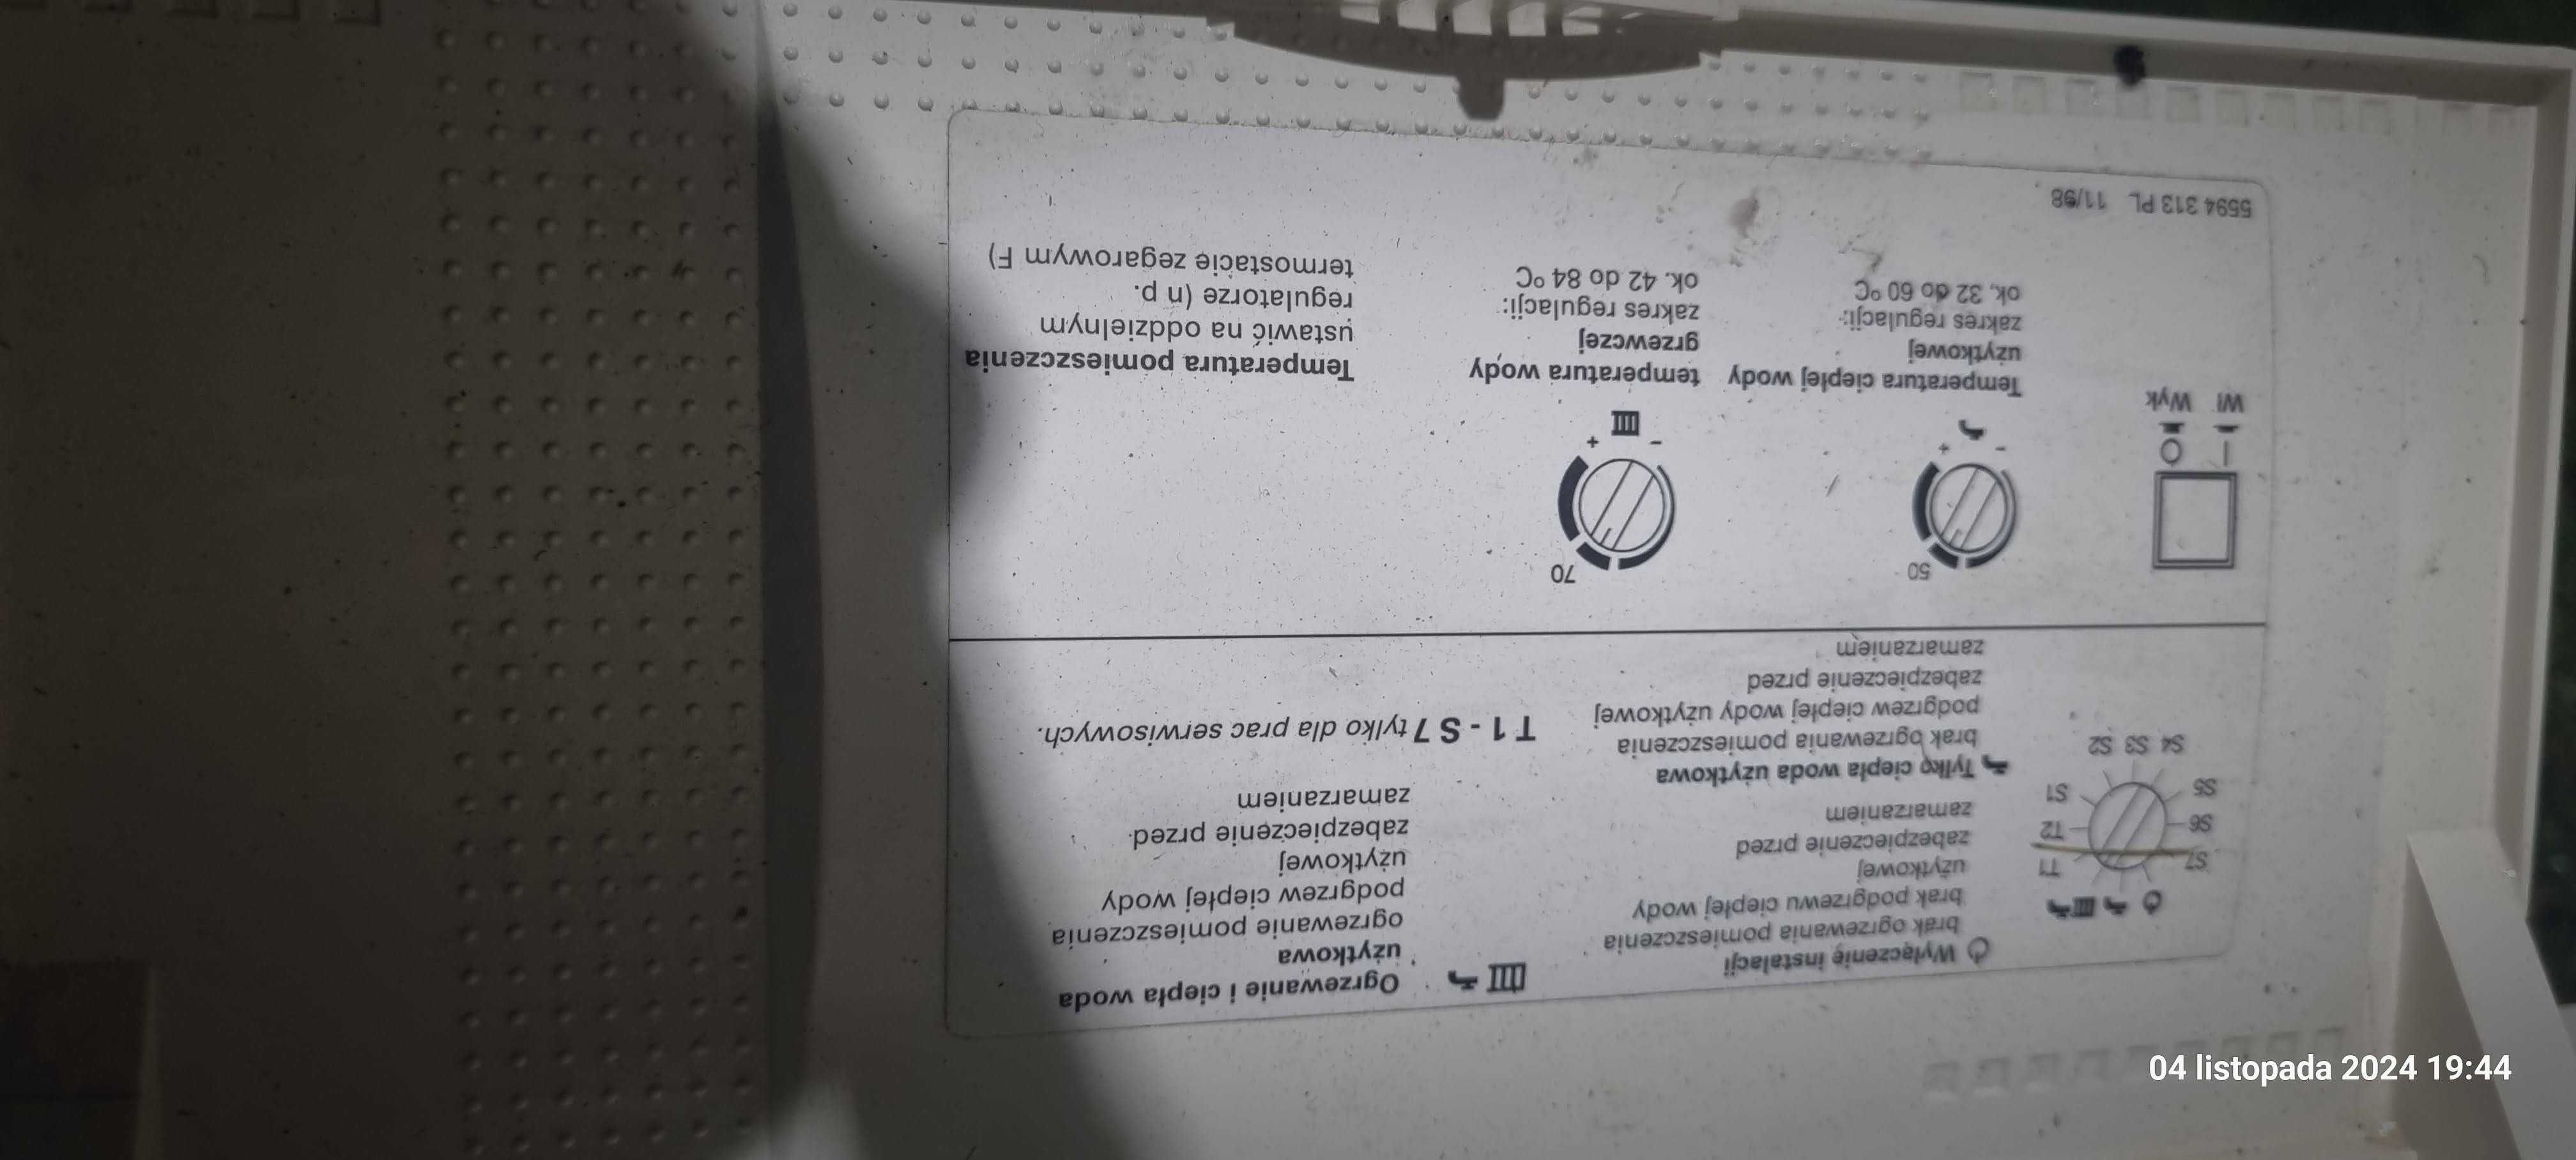 Ogrzewanie i ciepła woda
użytkowa
ogrzewanie pomieszczenia
podgrzew ciepłej wody
użytkowej
zabezpieczenie przed
zamarzaniem
T 1 - S 7 tylko dla prac serwisowych.
Wyłączenie instalacji
brak ogrzewania pomieszczenia
brak podgrzewu ciepłej wody
użytkowej
zabezpieczenie przed
zamarzaniem
Tylko ciepła woda użytkowa
brak ogrzewania pomieszczenia
podgrzew ciepłej wody użytkowej
zabezpieczenie przed
zamarzaniem
S7 T1
S6 T2
S5 S1
S4 S3 S2
50
70
I O
Wł Wyk
Temperatura ciepłej wody
użytkowej
zakres regulacji:
ok. 32 do 60 °C
- +
temperatura wody
grzewczej
zakres regulacji:
ok. 42 do 84 °C
- +
Temperatura pomieszczenia
ustawić na oddzielnym
regulatorze (n p.
termostacie zegarowym F)
5594 313 PL 11/98
04 listopada 2024 19:44